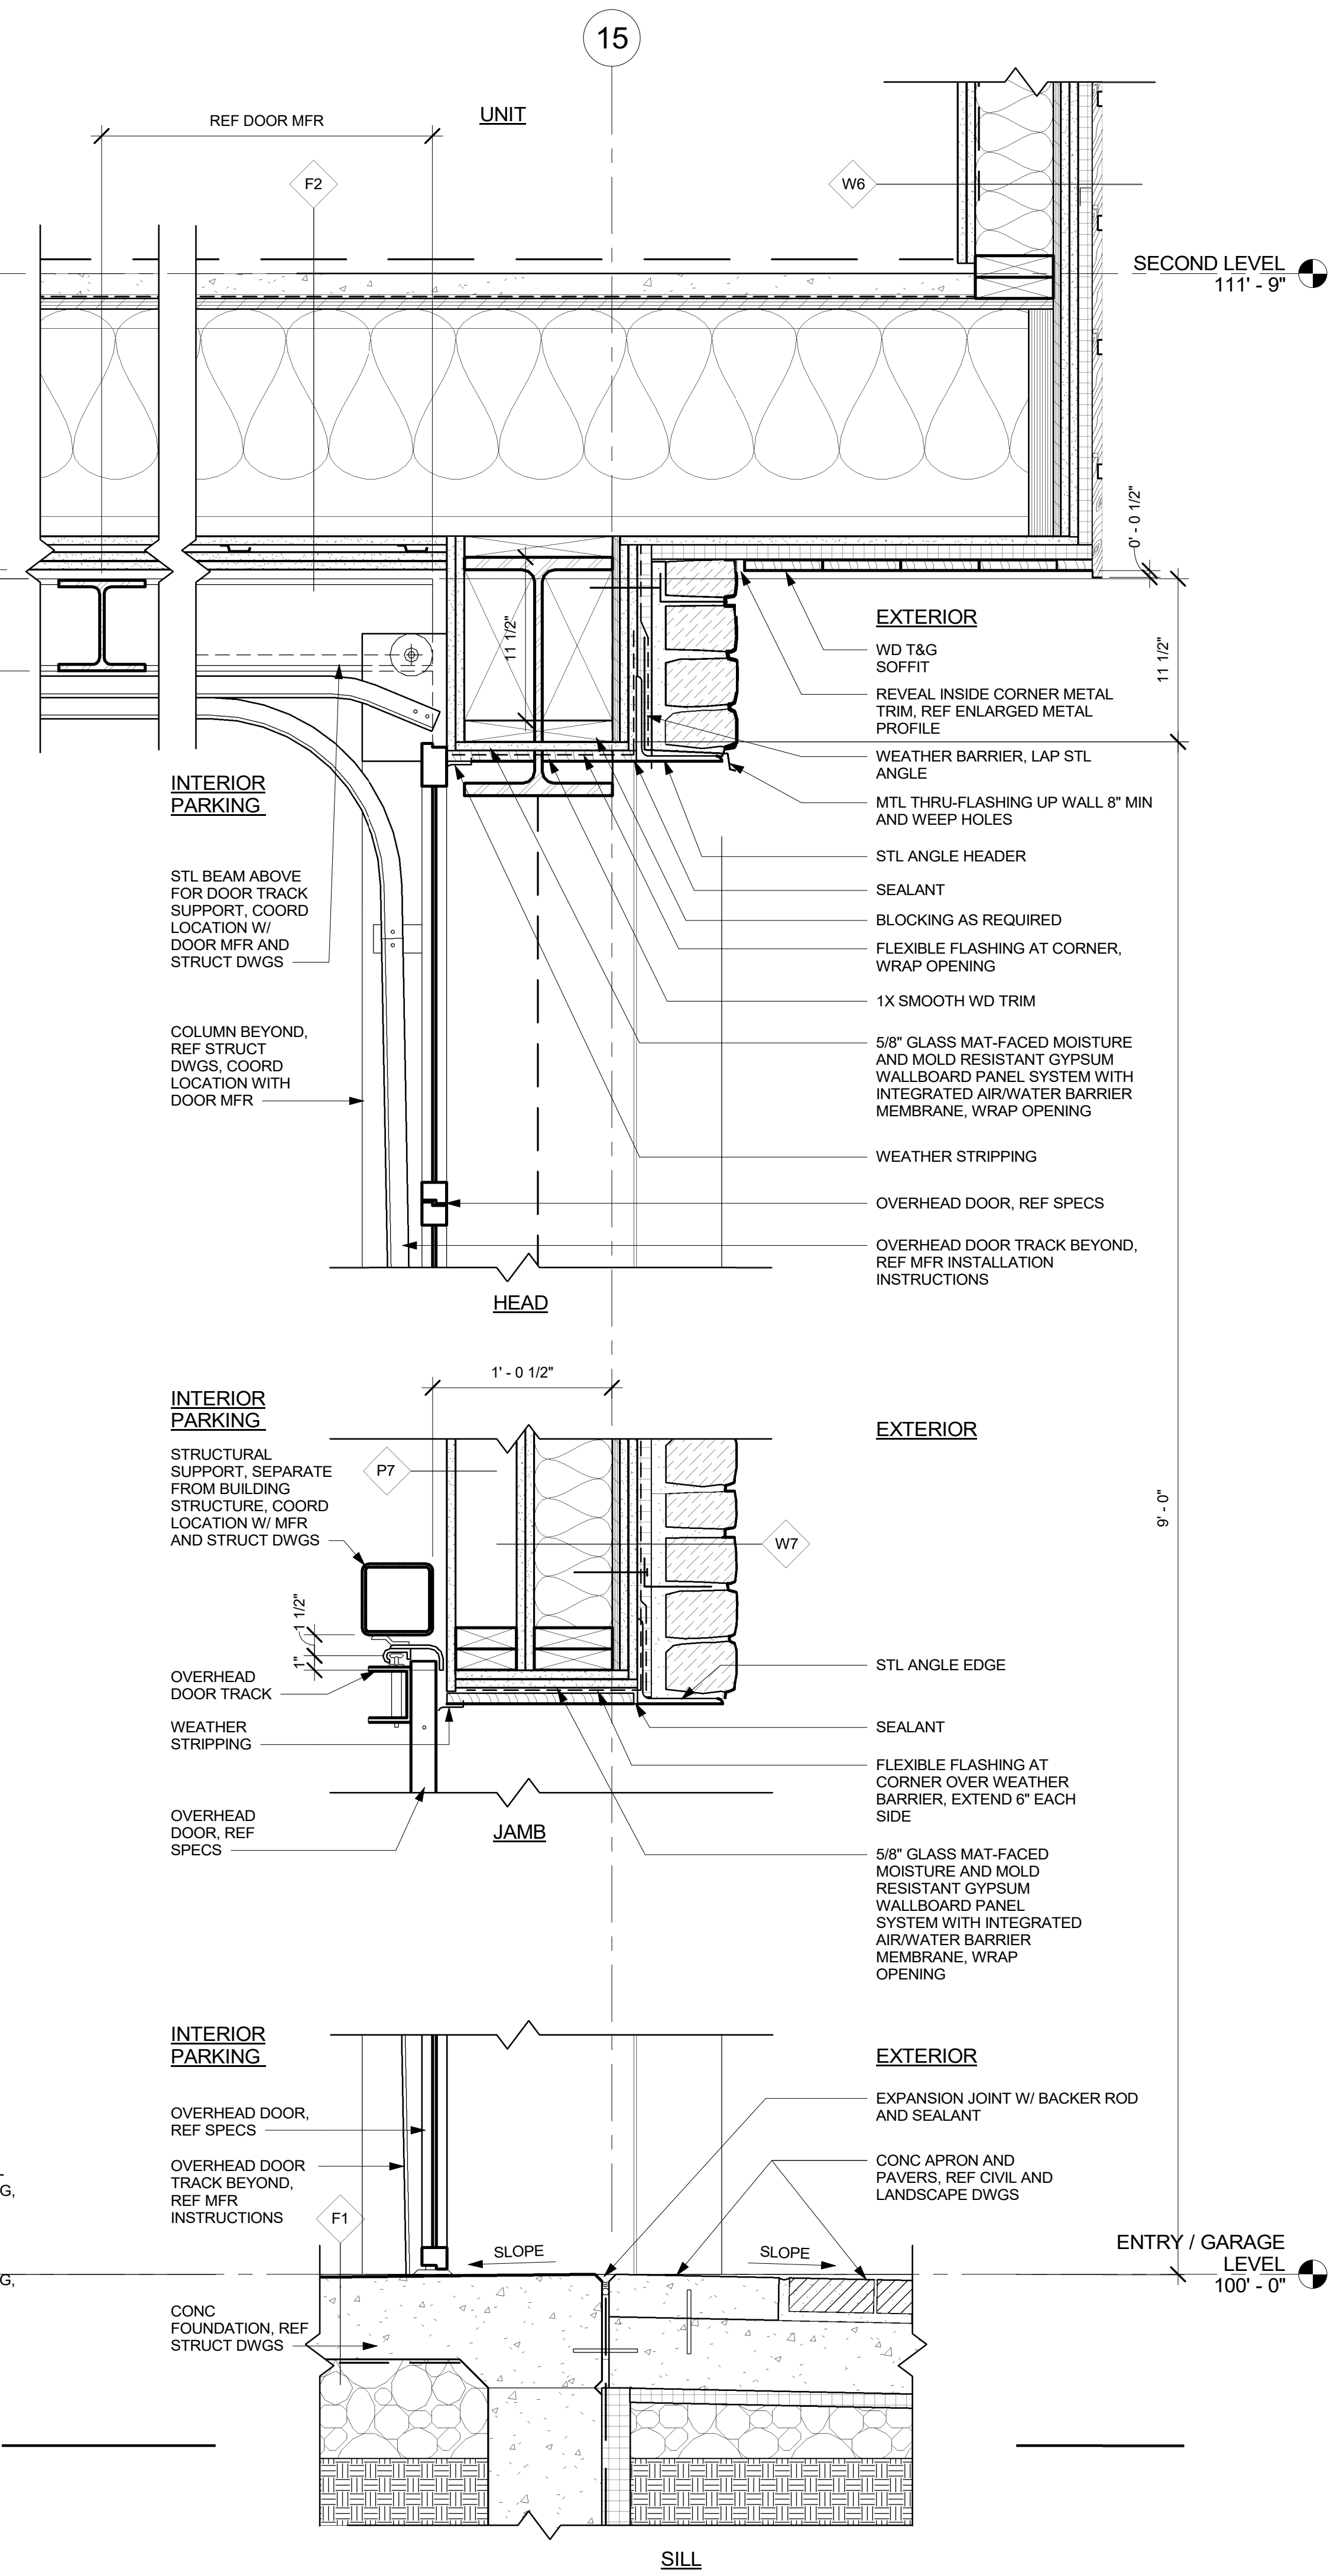 15
UNIT
REF DOOR MFR
F2
W6
SECOND LEVEL
111' - 9"
0' - 0 1/2"
11 1/2"
11 1/2"
EXTERIOR
WD T&G
SOFFIT
REVEAL INSIDE CORNER METAL
TRIM, REF ENLARGED METAL
PROFILE
WEATHER BARRIER, LAP STL
ANGLE
MTL THRU-FLASHING UP WALL 8" MIN
AND WEEP HOLES
STL ANGLE HEADER
SEALANT
BLOCKING AS REQUIRED
FLEXIBLE FLASHING AT CORNER,
WRAP OPENING
1X SMOOTH WD TRIM
5/8" GLASS MAT-FACED MOISTURE
AND MOLD RESISTANT GYPSUM
WALLBOARD PANEL SYSTEM WITH
INTEGRATED AIR/WATER BARRIER
MEMBRANE, WRAP OPENING
WEATHER STRIPPING
OVERHEAD DOOR, REF SPECS
OVERHEAD DOOR TRACK BEYOND,
REF MFR INSTALLATION
INSTRUCTIONS
INTERIOR
PARKING
STL BEAM ABOVE
FOR DOOR TRACK
SUPPORT, COORD
LOCATION W/
DOOR MFR AND
STRUCT DWGS
COLUMN BEYOND,
REF STRUCT
DWGS, COORD
LOCATION WITH
DOOR MFR
HEAD
1' - 0 1/2"
INTERIOR
PARKING
STRUCTURAL
SUPPORT, SEPARATE
FROM BUILDING
STRUCTURE, COORD
LOCATION W/ MFR
AND STRUCT DWGS
P7
EXTERIOR
W7
9' - 0"
1 1/2"
1"
OVERHEAD
DOOR TRACK
WEATHER
STRIPPING
OVERHEAD
DOOR, REF
SPECS
STL ANGLE EDGE
SEALANT
FLEXIBLE FLASHING AT
CORNER OVER WEATHER
BARRIER, EXTEND 6" EACH
SIDE
5/8" GLASS MAT-FACED
MOISTURE AND MOLD
RESISTANT GYPSUM
WALLBOARD PANEL
SYSTEM WITH INTEGRATED
AIR/WATER BARRIER
MEMBRANE, WRAP
OPENING
JAMB
INTERIOR
PARKING
OVERHEAD DOOR,
REF SPECS
OVERHEAD DOOR
TRACK BEYOND,
REF MFR
INSTRUCTIONS
F1
CONC
FOUNDATION, REF
STRUCT DWGS
EXTERIOR
EXPANSION JOINT W/ BACKER ROD
AND SEALANT
CONC APRON AND
PAVERS, REF CIVIL AND
LANDSCAPE DWGS
SLOPE
SLOPE
ENTRY / GARAGE
LEVEL
100' - 0"
G,
G,
SILL